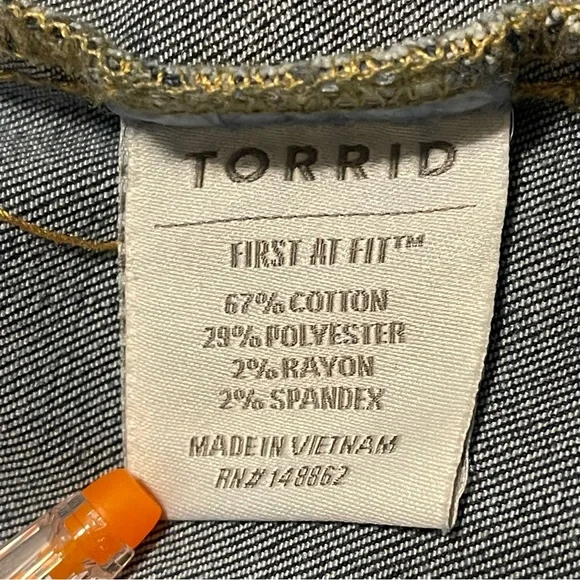 TORRID
FIRST AT FIT™
67% COTTON
29% POLYESTER
2% RAYON
2% SPANDEX
MADE IN VIETNAM
RN# 148862